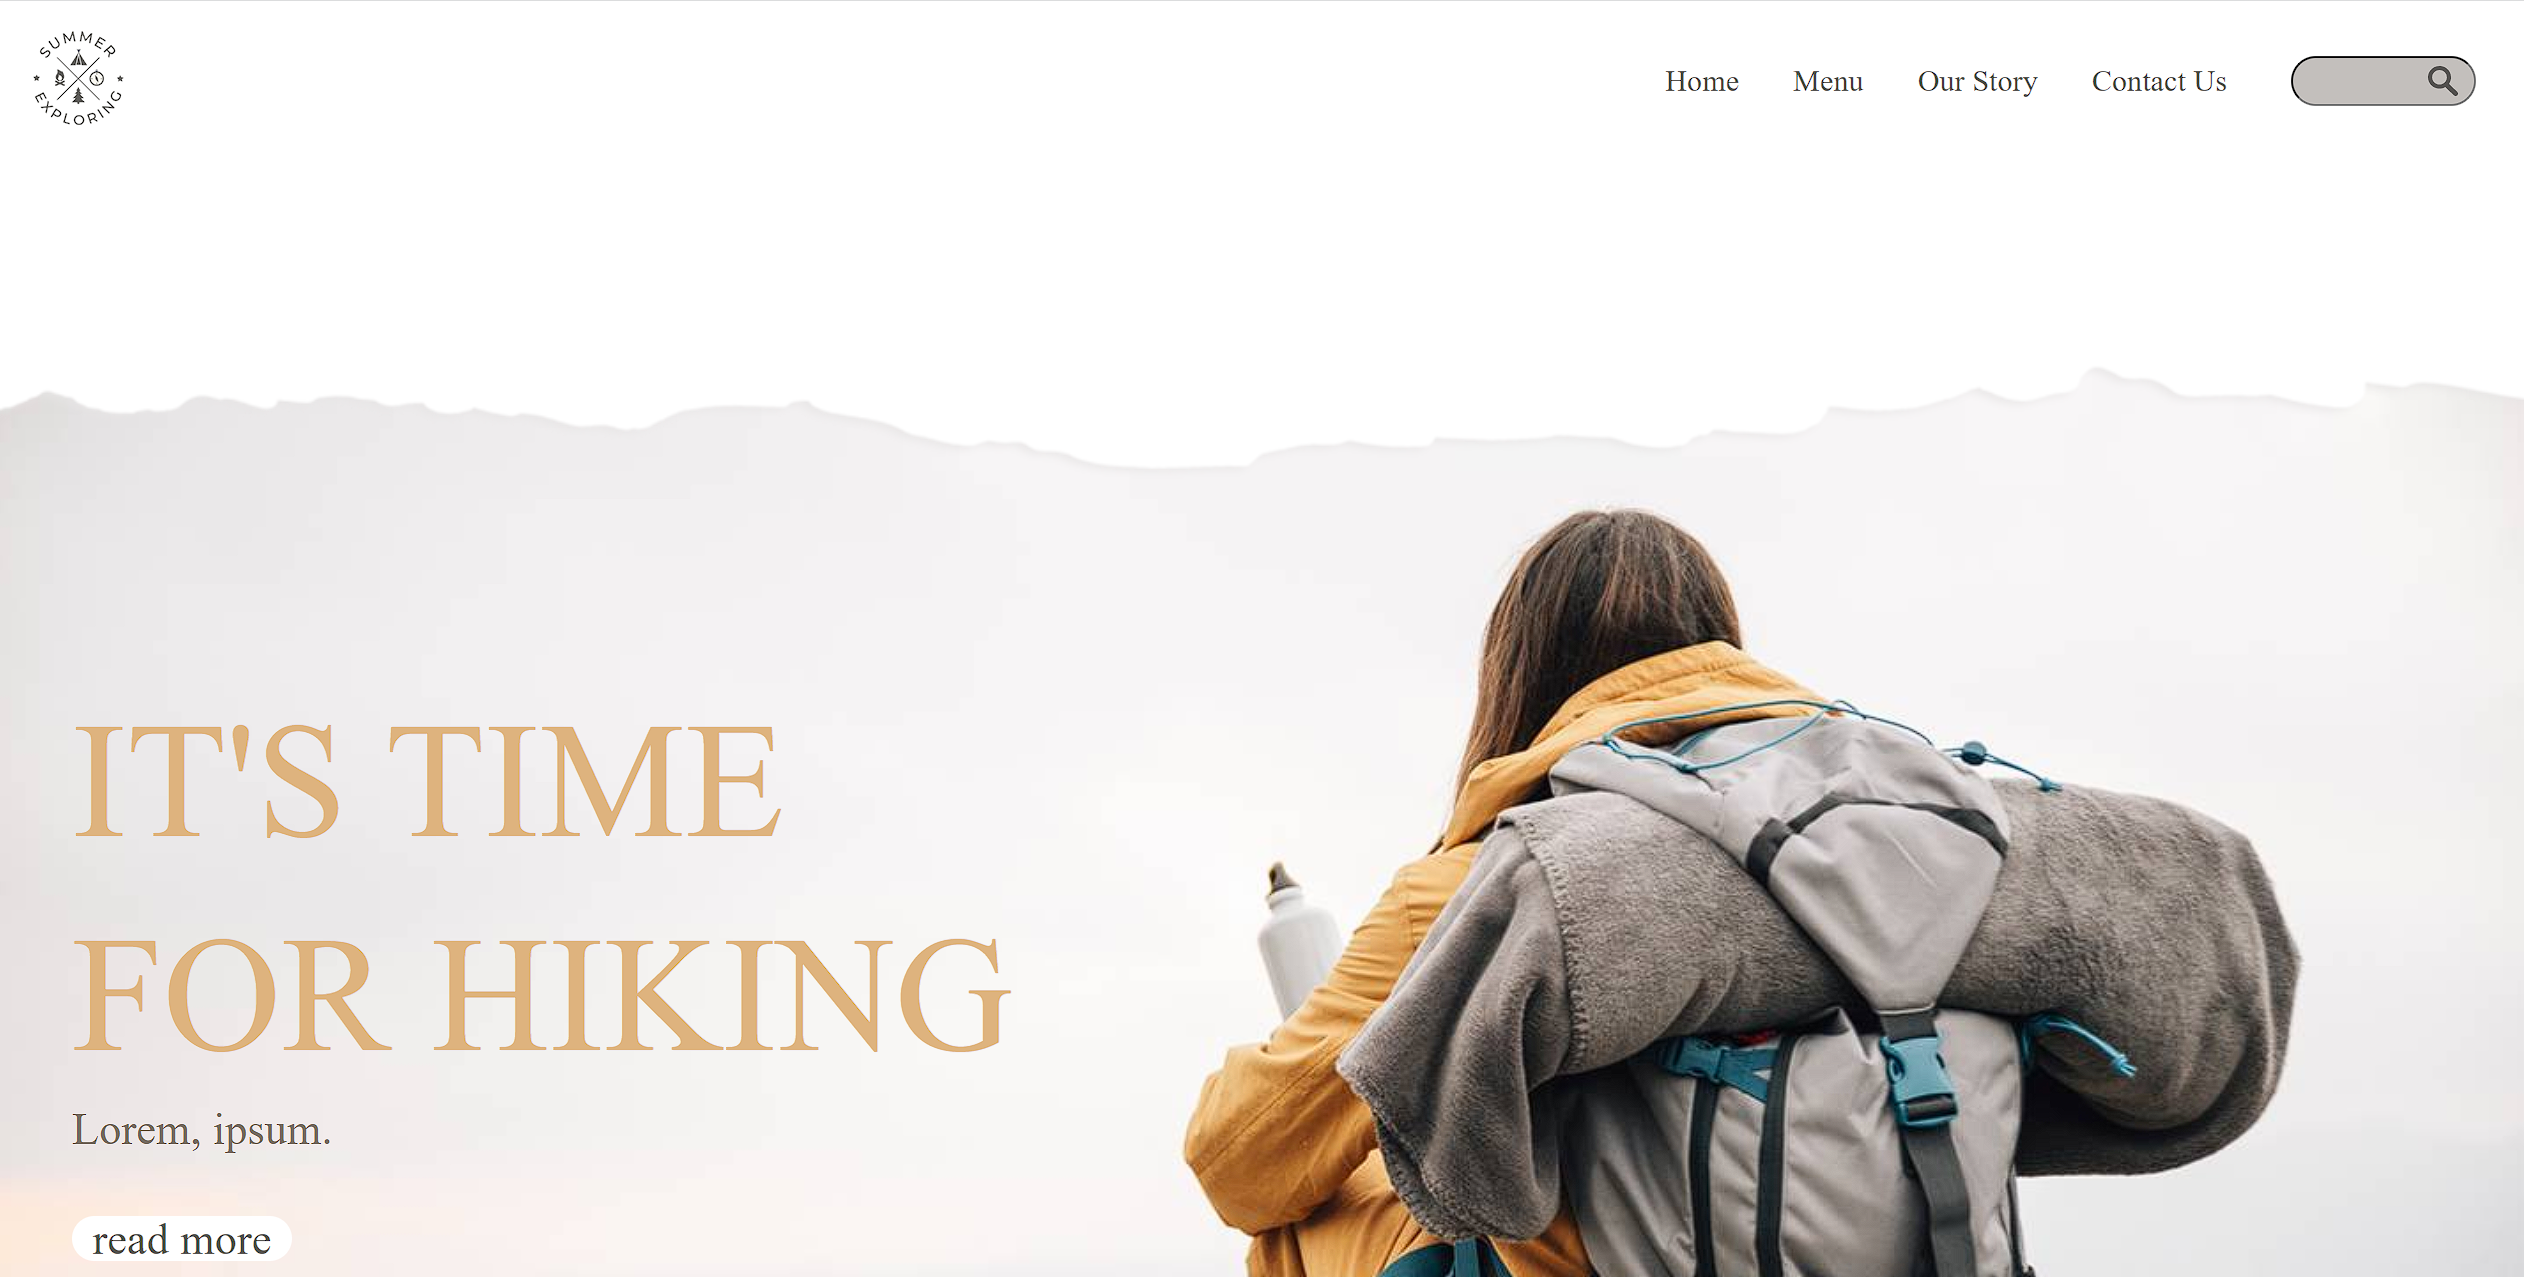 SUMMER
EXPLORING
Home Menu Our Story Contact Us
IT'S TIME
FOR HIKING
Lorem, ipsum.
read more